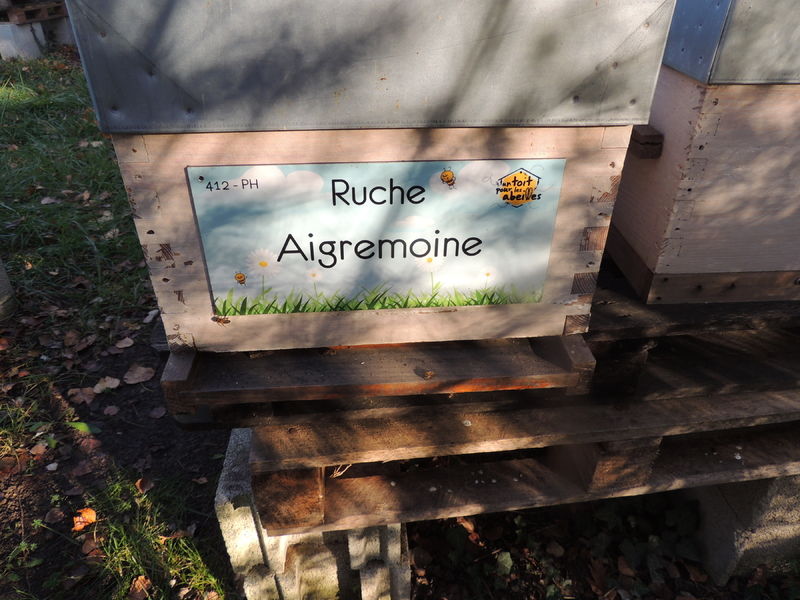 412 - PH
Ruche
Aigremoine
un toit
pour les
abeilles